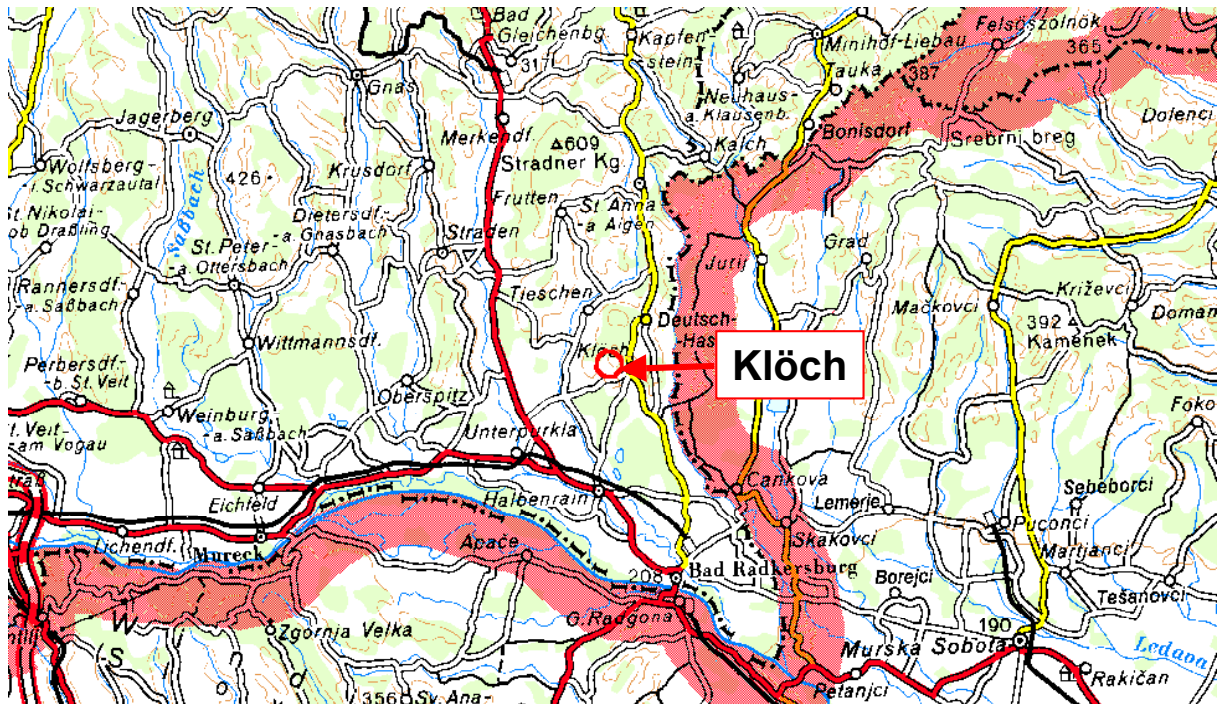 Bad
Gleichenbg.
317
Kapfen-
stein
Minihof-Liebau
Tauka
387
Felsöszölnök
365
Gnas
Jagerberg
Merkendf.
609
Stradner Kg
Neuhaus-
a. Klausenb.
Bonisdorf
Kalch
Srebrni breg
Dolenci
Wolfsberg-
i. Schwarzautal
426
Krusdorf
Frutten
St. Anna
a Aigen
St. Nikolai-
ob Draßling
Saßbach
Dietersdf.-
-a. Gnasbach
St. Peter-
-a. Ottersbach
Straden
Grad
Jutii
Rannersdf.-
a. Saßbach
Tieschen
Mačkovci
Križevci
Doman
Deutsch-
-Has
392
Kamenek
Wittmannsdf.
Klöch
Klöch
Perbersdf.-
-b. St. Veit
Oberspitz
Weinburg-
-a. Saßbach
Foko
t. Veit-
am Vogau
Unterpurkla
Halbenrain
Cankova
Lemerje
Sebeborci
Eichfeld
Puconci
Lichendf.
Mureck
Apače
Skakovci
Martjanci
208
Bad Radkersburg
Borejci
Tešanovci
G. Radgona
Zgornja Velka
190
Murska Sobota
Ledava
Rakičan
Petanjci
356
Sv. Ana-